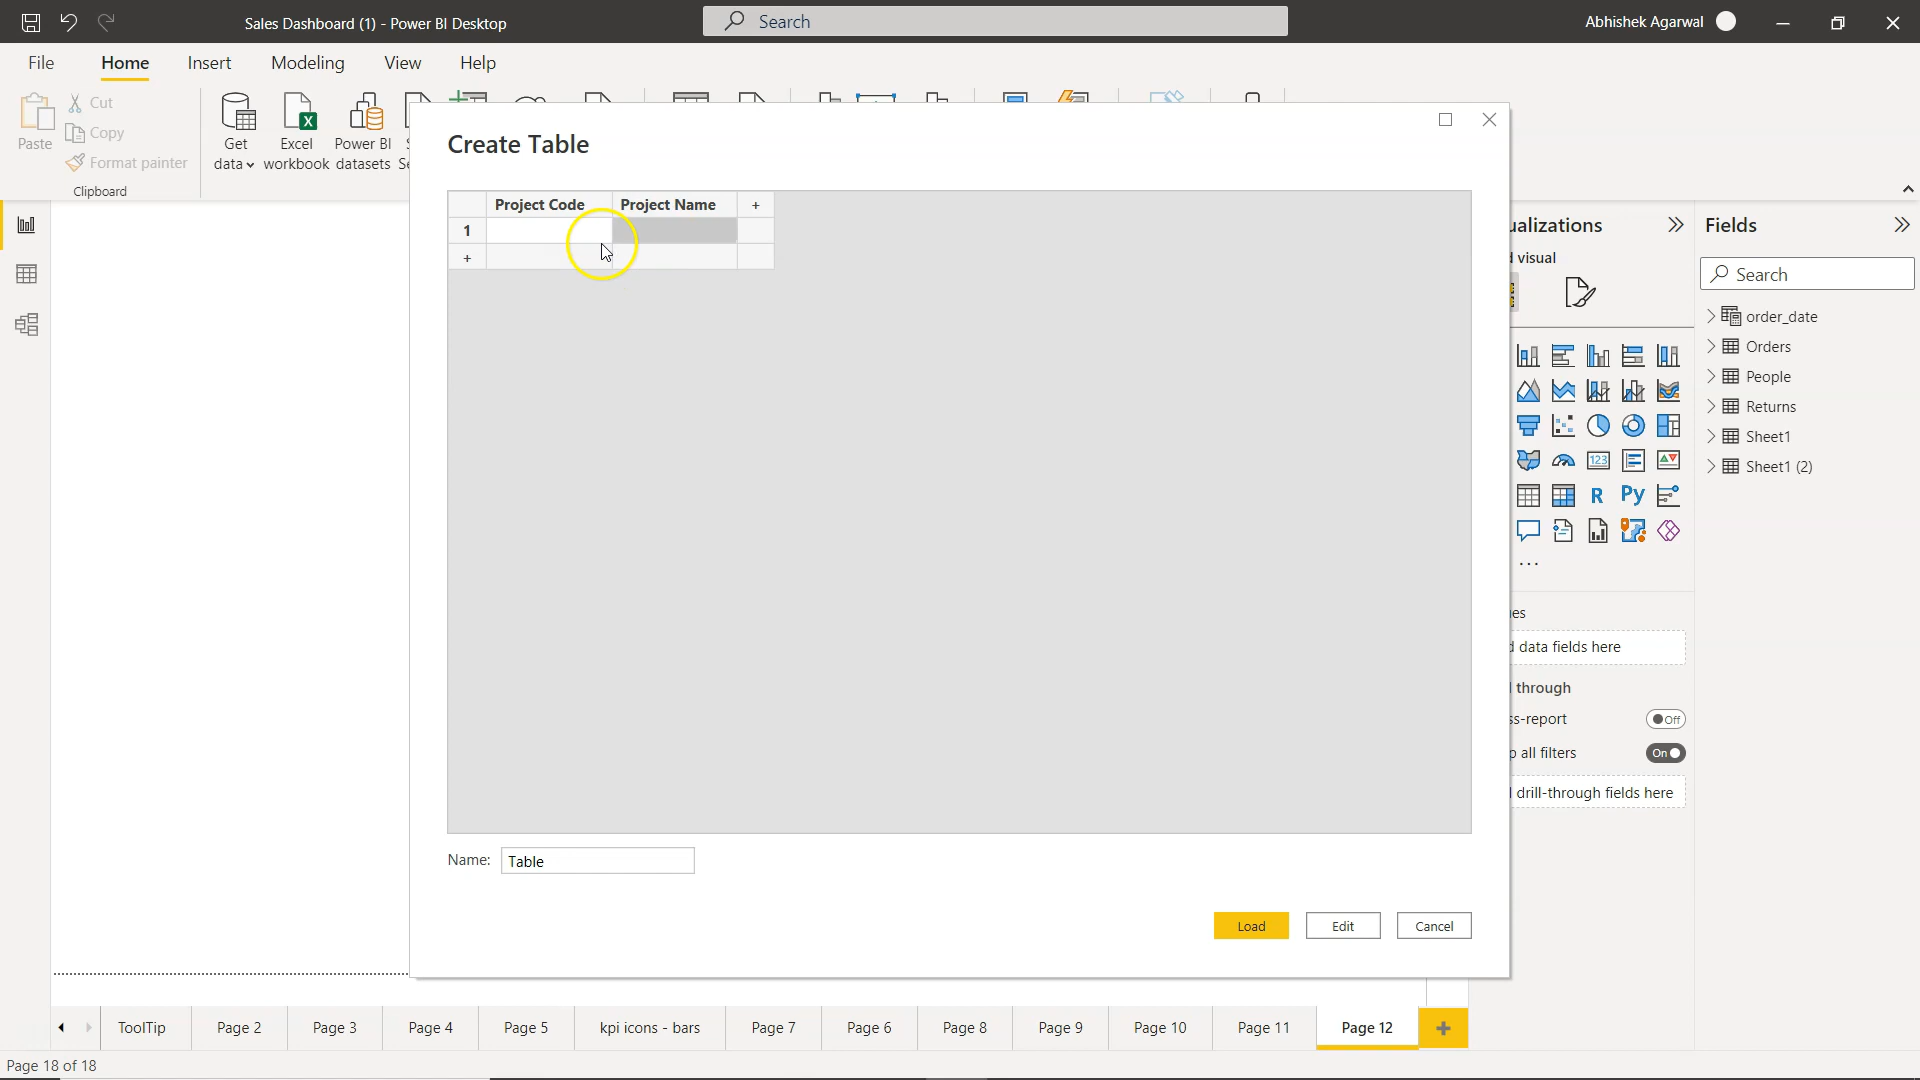 Sales Dashboard (1) - Power BI Desktop
Search
Abhishek Agarwal
File
Home
Insert
Modeling
View
Help
Paste
Cut
Copy
Format painter
Clipboard
Get
data
Excel
workbook
Power BI
datasets
Create Table
Project Code
Project Name
+
1
+
Name:
Table
Load
Edit
Cancel
ualizations
d visual
123
R
Py
...
es
d data fields here
l through
ss-report
Off
p all filters
On
l drill-through fields here
Fields
Search
order_date
Orders
People
Returns
Sheet1
Sheet1 (2)
ToolTip
Page 2
Page 3
Page 4
Page 5
kpi icons - bars
Page 7
Page 6
Page 8
Page 9
Page 10
Page 11
Page 12
+
Page 18 of 18